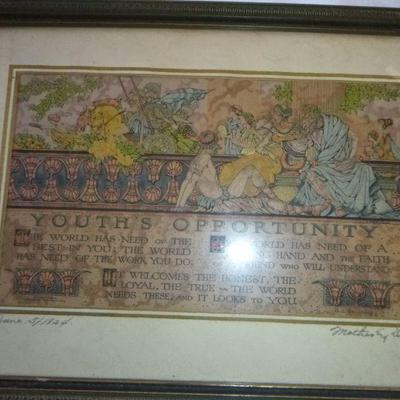 YOUTH'S OPPORTUNITY
THE WORLD HAS NEED OF THE
BEST IN YOU; THE WORLD
HAS NEED OF THE WORK YOU DO;
WORLD HAS NEED OF A
HAND AND THE FAITH
WHO WILL UNDERSTAND
IT WELCOMES THE HONEST, THE
LOYAL, THE TRUE THE WORLD
NEEDS THESE, AND IT LOOKS TO YOU
Mother